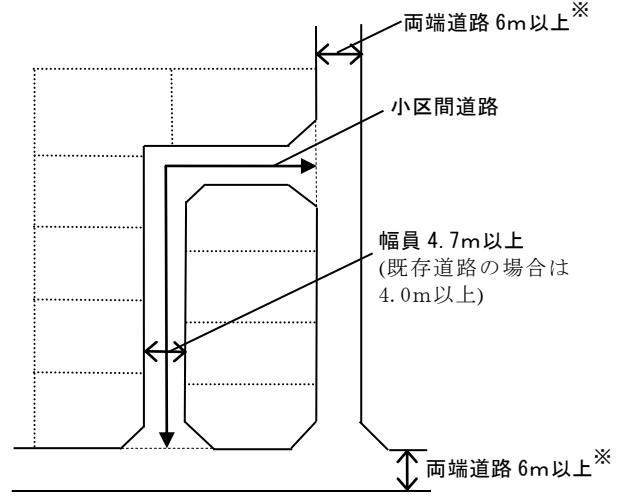 両端道路 6m以上※
小区間道路
幅員 4.7m以上
(既存道路の場合は
4.0m以上)
両端道路 6m以上※